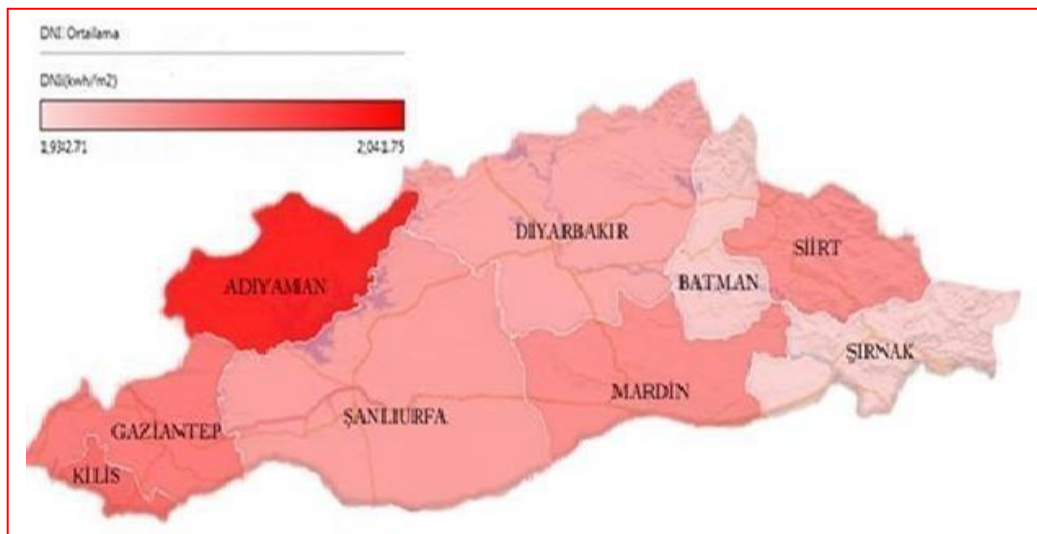 DNI Ortalama
DNI(kwh/m2)
1,932.71 2,041.75
DİYARBAKIR
SİİRT
ADIYAMAN
BATMAN
ŞIRNAK
MARDİN
ŞANLIURFA
GAZİANTEP
KİLİS